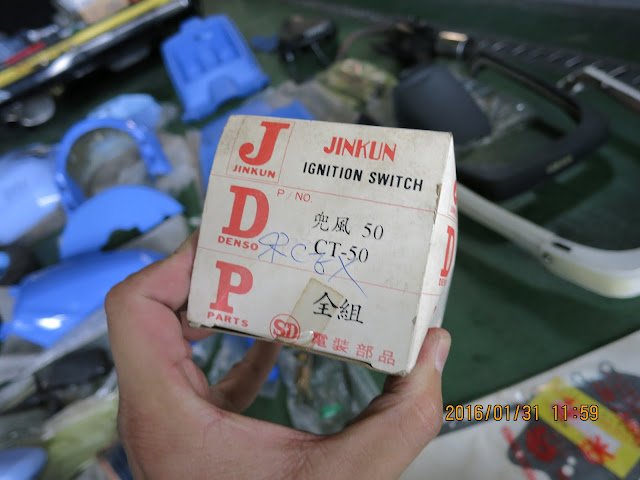 J
JINKUN
JINKUN
IGNITION SWITCH
D
DENSO
P/NO.
兜風 50
CT-50
P
PARTS
全組
SD
電裝部品
D
2016/01/31 11:59